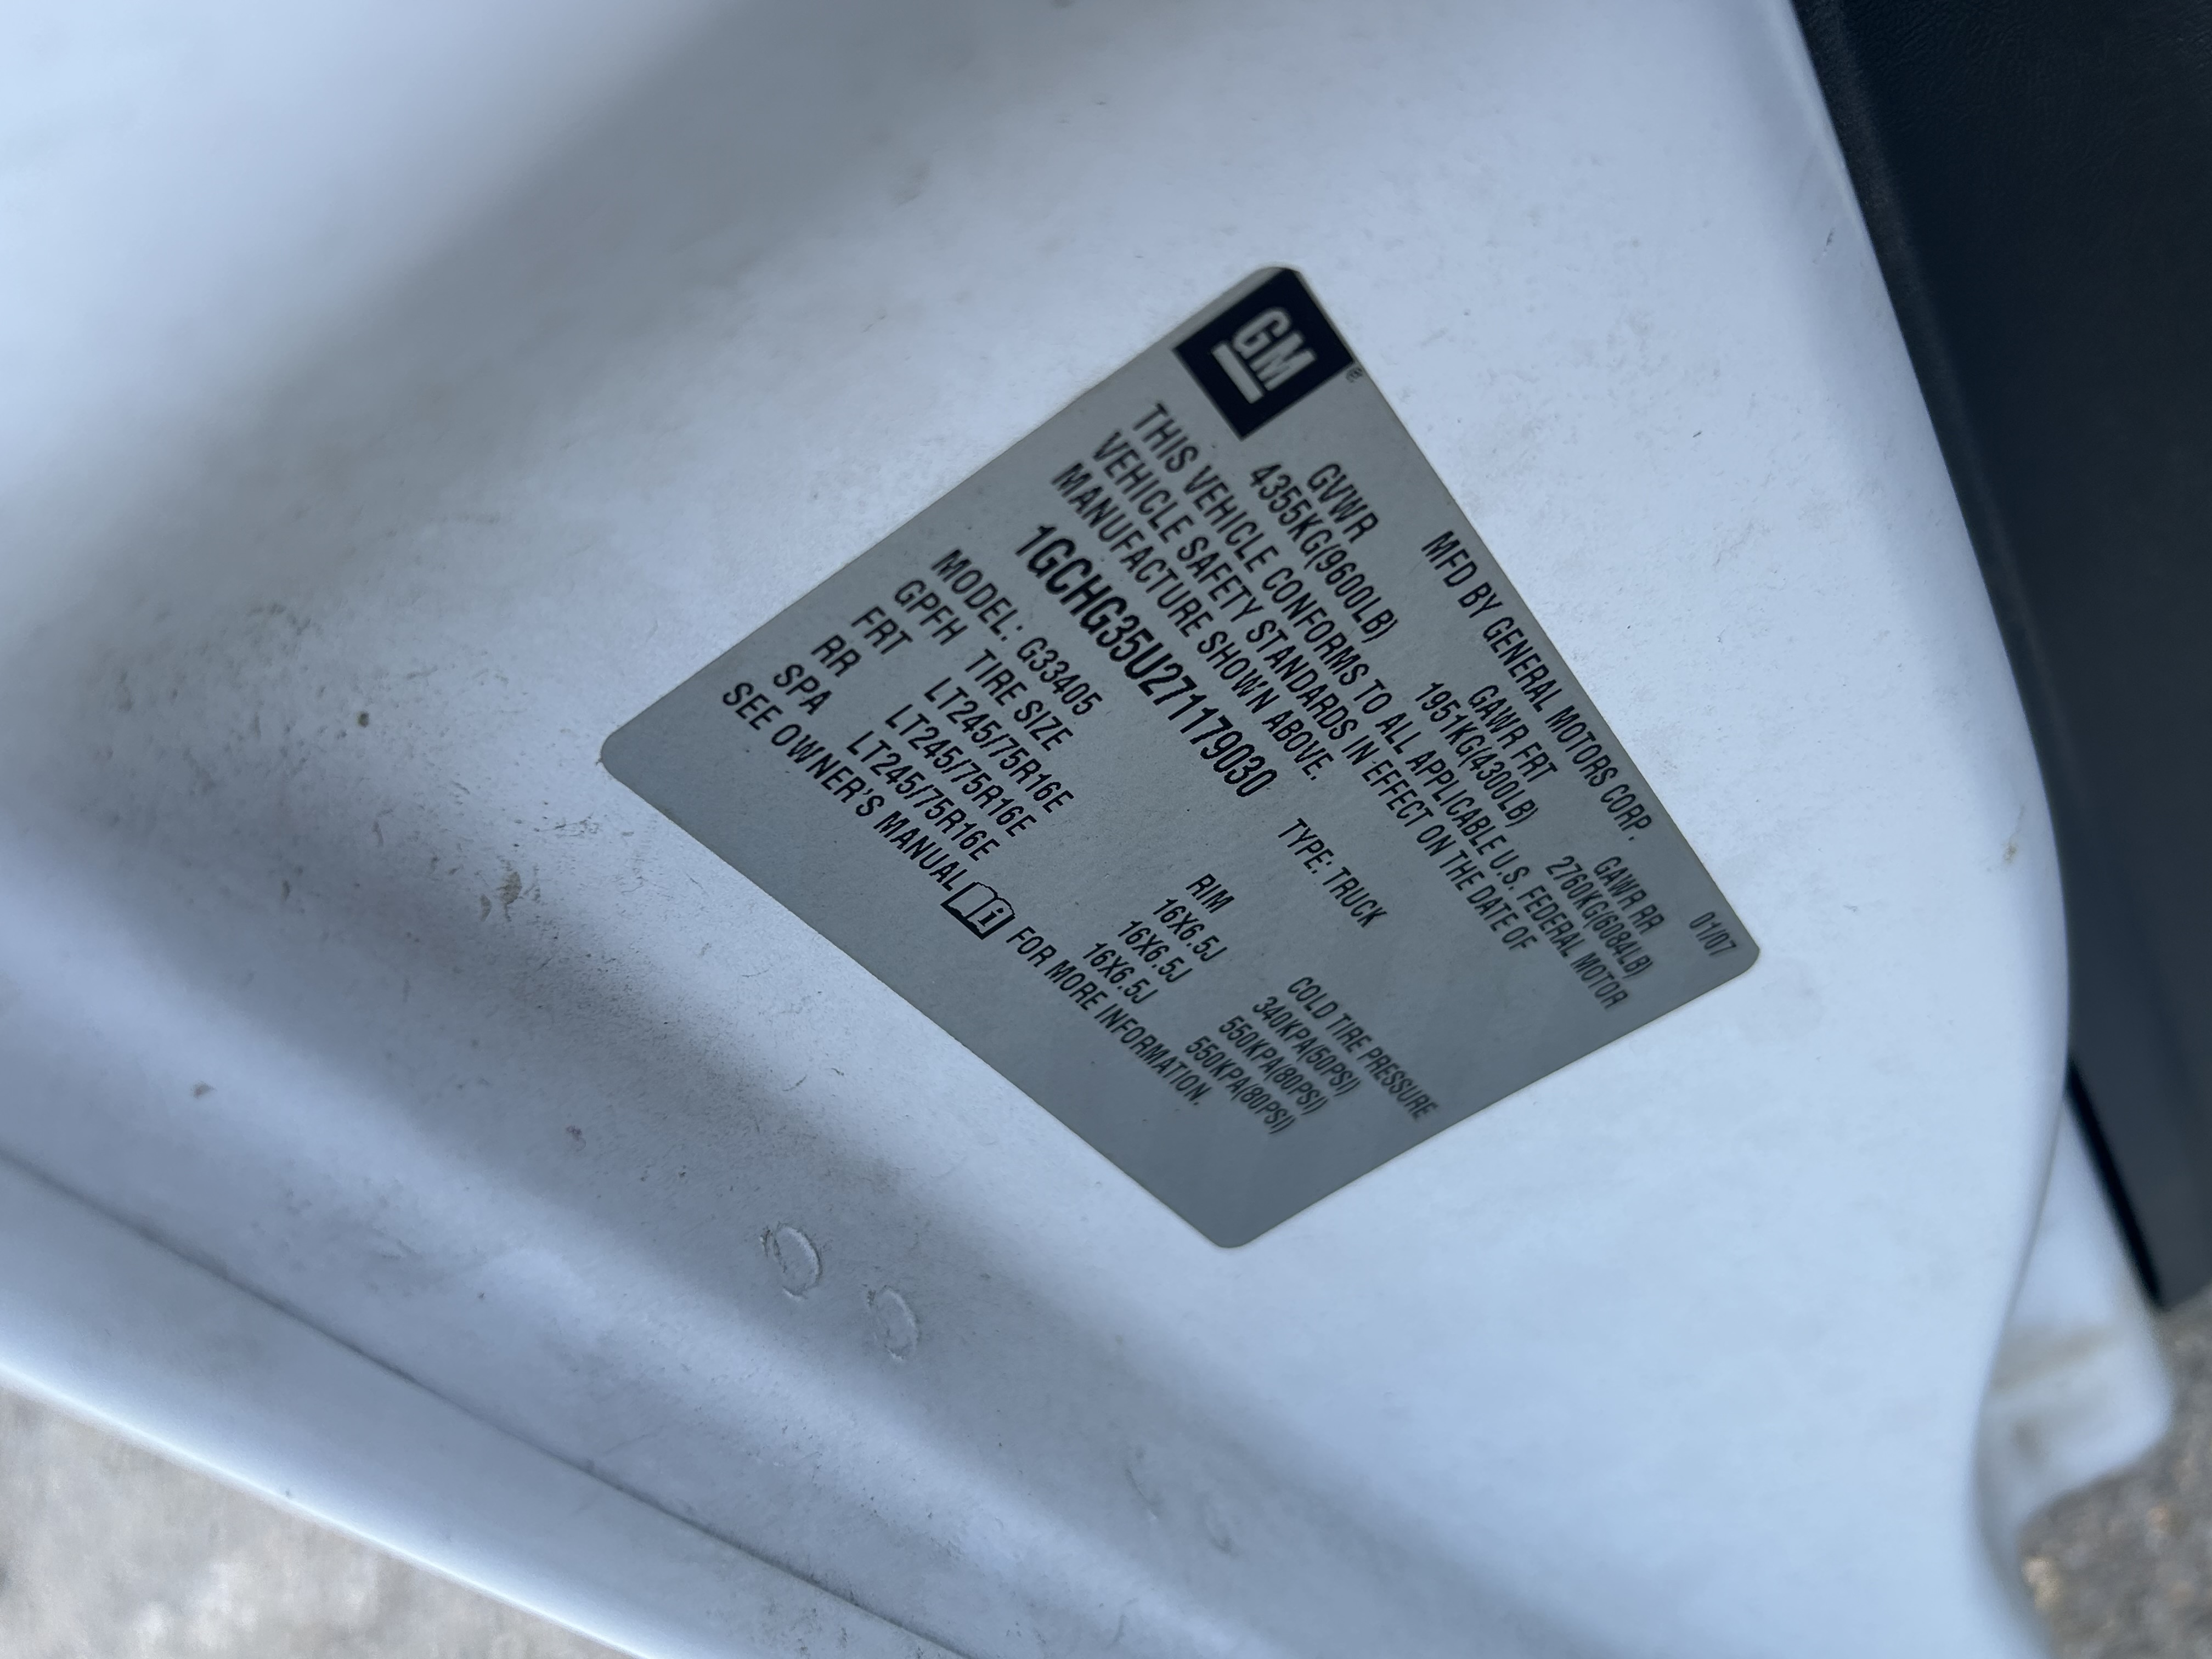 GM®
MFD BY GENERAL MOTORS CORP. 01/07
GVWR GAWR FRT GAWR RR
4355KG(9600LB) 1951KG(4300LB) 2760KG(6084LB)
THIS VEHICLE CONFORMS TO ALL APPLICABLE U.S. FEDERAL MOTOR
VEHICLE SAFETY STANDARDS IN EFFECT ON THE DATE OF
MANUFACTURE SHOWN ABOVE.
1GCHG35U271179030 TYPE: TRUCK
MODEL: G33405
GPFH TIRE SIZE RIM COLD TIRE PRESSURE
FRT LT245/75R16E 16X6.5J 340KPA(50PSI)
RR LT245/75R16E 16X6.5J 550KPA(80PSI)
SPA LT245/75R16E 16X6.5J 550KPA(80PSI)
SEE OWNER'S MANUAL FOR MORE INFORMATION.